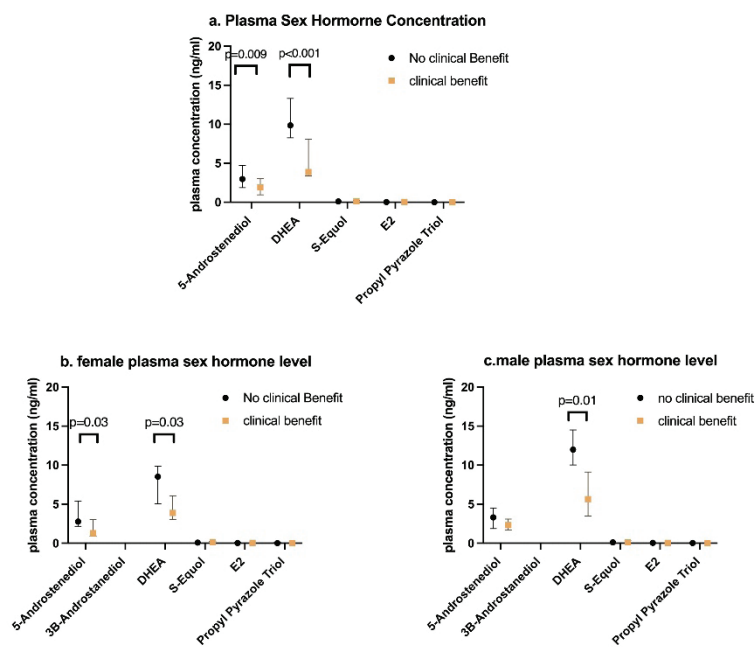 a. Plasma Sex Hormorne Concentration
plasma concentration (ng/ml)
20
15
10
5
0
p=0.009
p<0.001
No clinical Benefit
clinical benefit
5-Androstenediol
DHEA
S-Equol
E2
Propyl Pyrazole Triol
b. female plasma sex hormone level
plasma concentration (ng/ml)
20
15
10
5
0
p=0.03
p=0.03
No clinical Benefit
clinical benefit
5-Androstenediol
3B-Androstanediol
DHEA
S-Equol
E2
Propyl Pyrazole Triol
c.male plasma sex hormone level
plasma concentration (ng/ml)
20
15
10
5
0
p=0.01
no clinical benefit
clinical benefit
5-Androstenediol
3B-Androstanediol
DHEA
S-Equol
E2
Propyl Pyrazole Triol